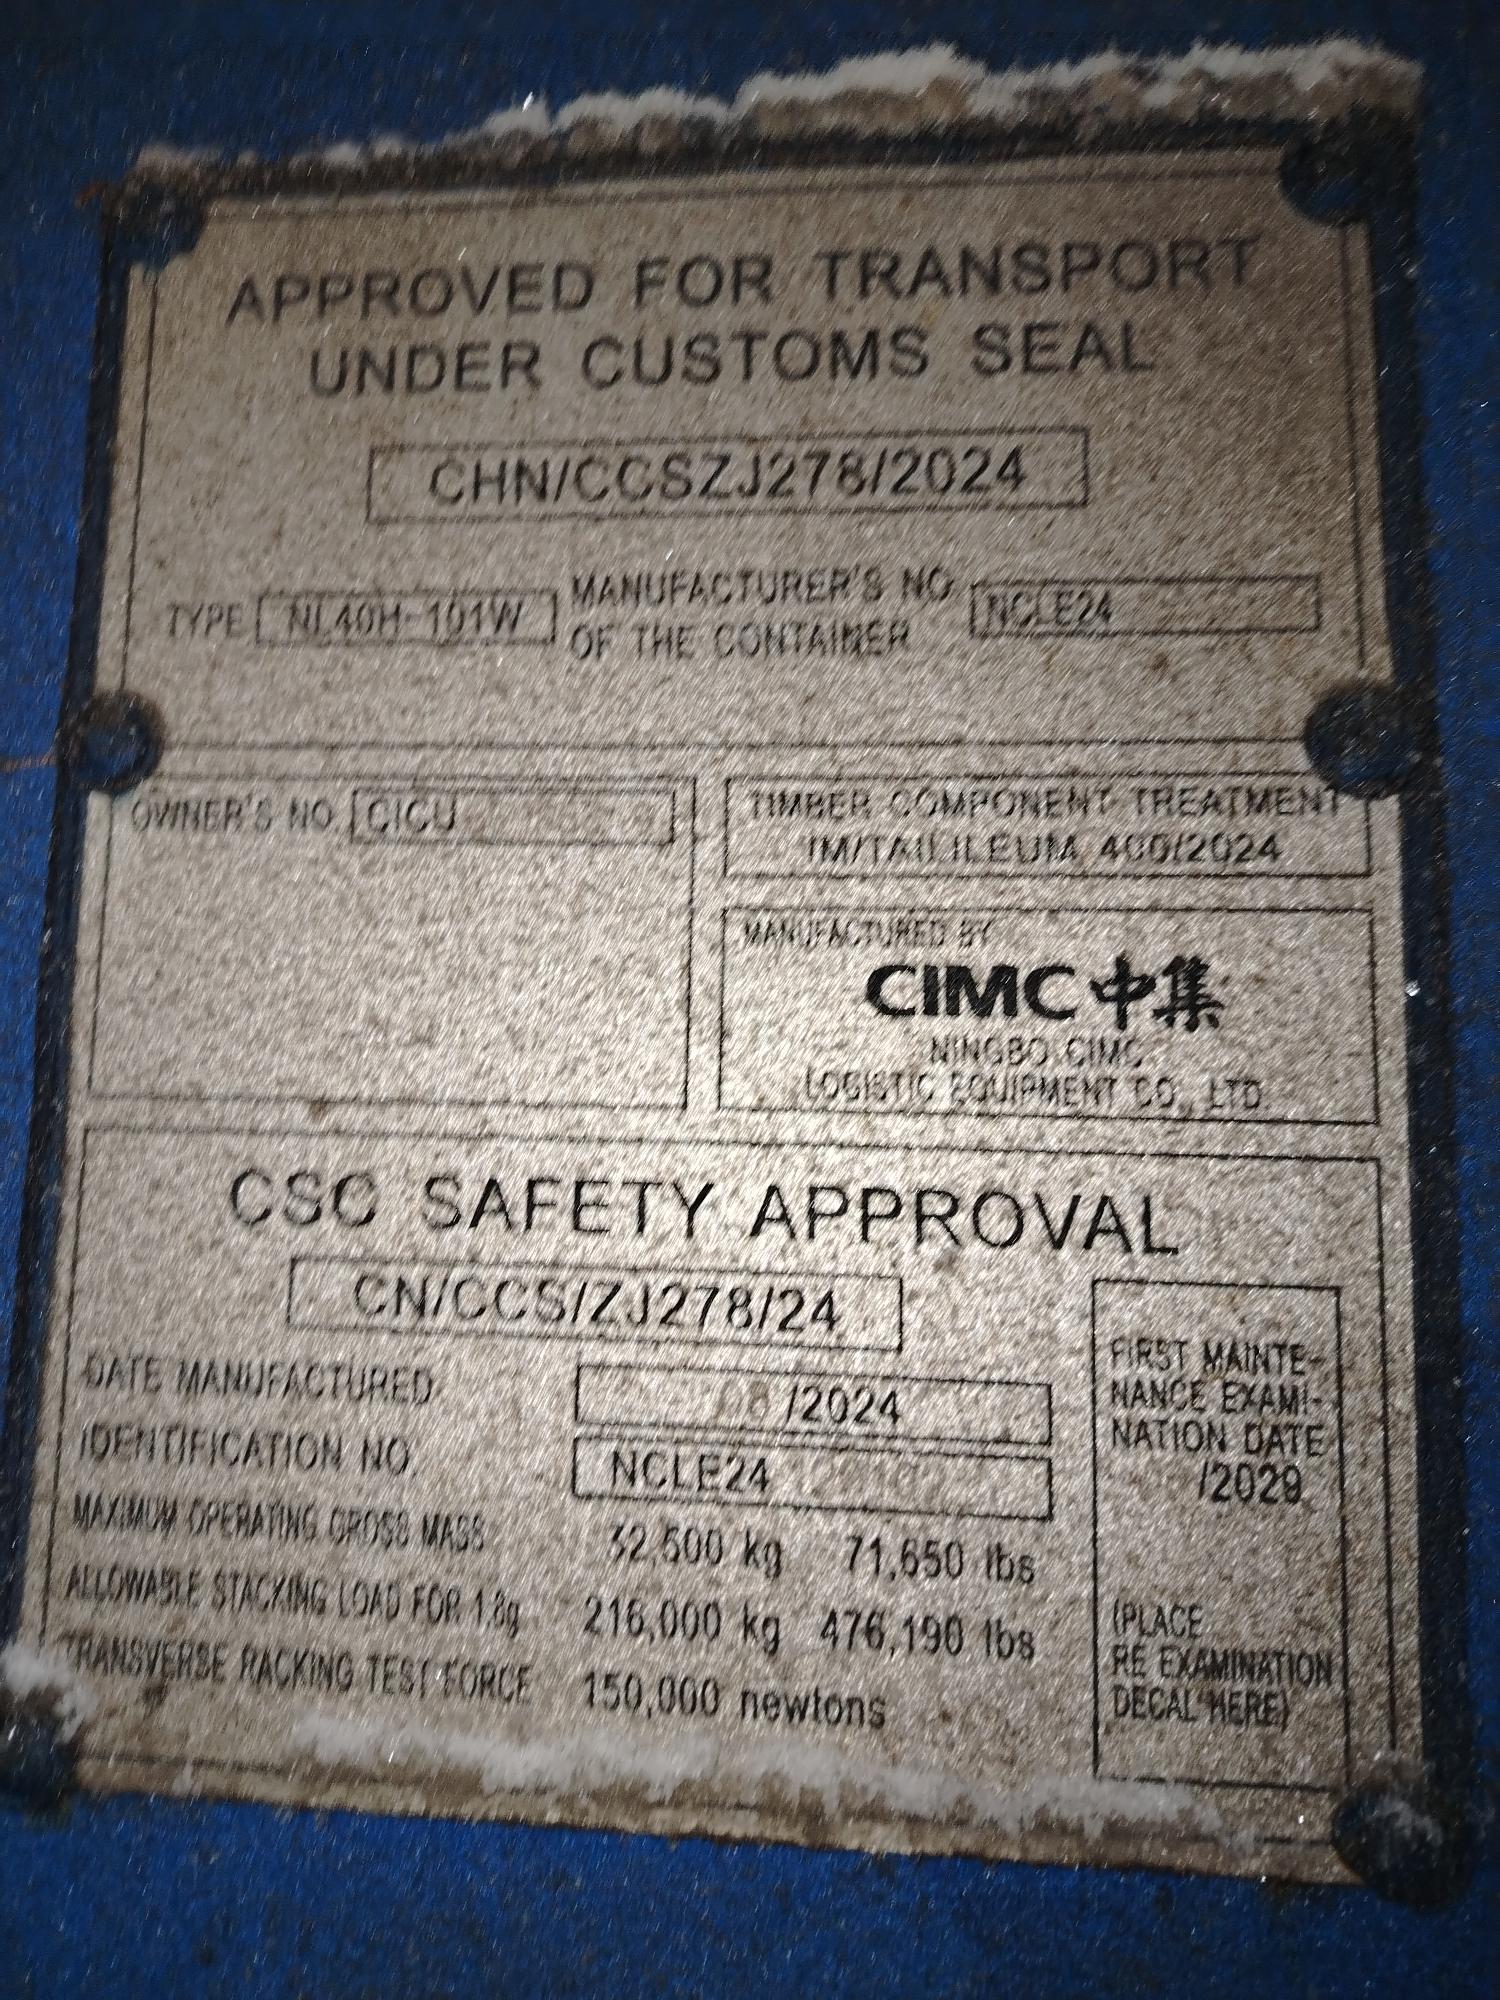 APPROVED FOR TRANSPORT
UNDER CUSTOMS SEAL
CHN/CCSZJ278/2024
TYPE NL40H-101W MANUFACTURER'S NO
OF THE CONTAINER NCLE24
OWNER'S NO. CICU
TIMBER COMPONENT TREATMENT
IM/TAILILEUM 400/2024
MANUFACTURED BY
CIMC 中集
NINGBO CIMC
LOGISTIC EQUIPMENT CO., LTD.
CSC SAFETY APPROVAL
CN/CCS/ZJ278/24
DATE MANUFACTURED /2024
IDENTIFICATION NO. NCLE24
MAXIMUM OPERATING GROSS MASS 32,500 kg 71,650 lbs
ALLOWABLE STACKING LOAD FOR 1.8g 216,000 kg 476,190 lbs
TRANSVERSE RACKING TEST FORCE 150,000 newtons
FIRST MAINTE-
NANCE EXAMI-
NATION DATE
/2029
(PLACE
RE EXAMINATION
DECAL HERE)